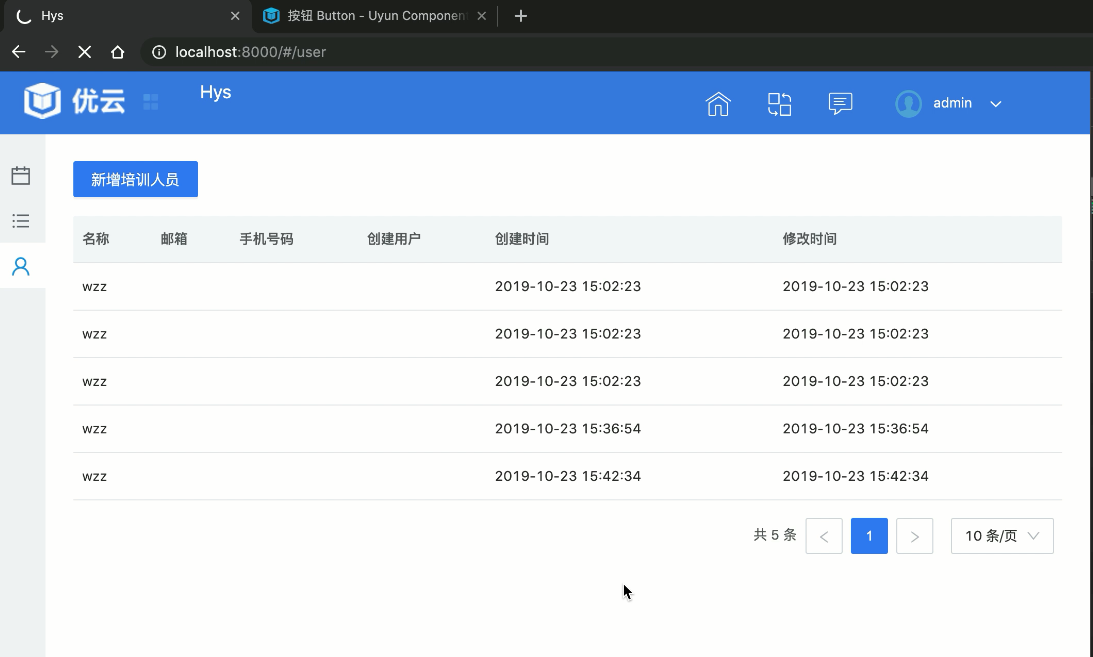 Hys
按钮 Button - Uyun Component
localhost:8000/#/user
优云
Hys
admin
新增培训人员
名称 邮箱 手机号码 创建用户 创建时间 修改时间
wzz 2019-10-23 15:02:23 2019-10-23 15:02:23
wzz 2019-10-23 15:02:23 2019-10-23 15:02:23
wzz 2019-10-23 15:02:23 2019-10-23 15:02:23
wzz 2019-10-23 15:36:54 2019-10-23 15:36:54
wzz 2019-10-23 15:42:34 2019-10-23 15:42:34
共 5 条 < 1 > 10 条/页